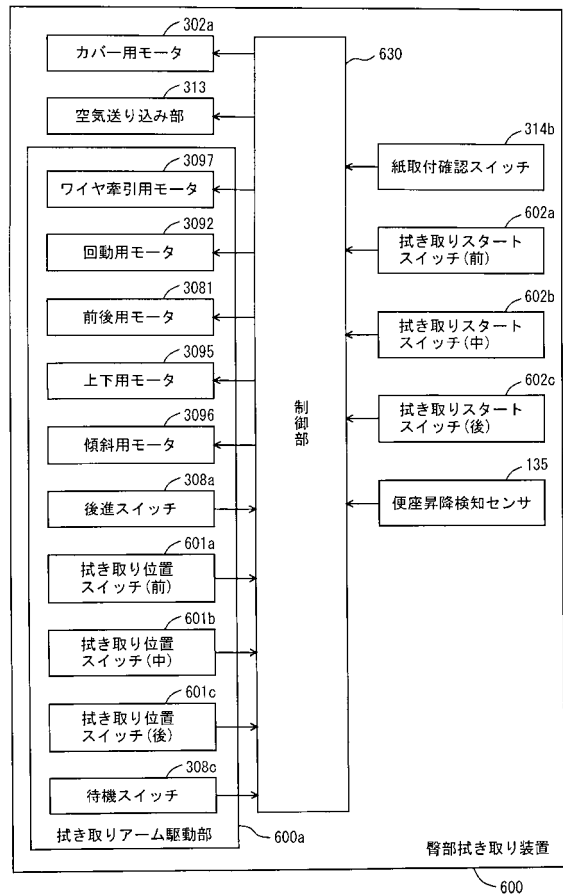 302a
カバー用モータ
313
空気送り込み部
3097
ワイヤ牽引用モータ
3092
回動用モータ
3081
前後用モータ
3095
上下用モータ
3096
傾斜用モータ
308a
後進スイッチ
601a
拭き取り位置
スイッチ(前)
601b
拭き取り位置
スイッチ(中)
601c
拭き取り位置
スイッチ(後)
308c
待機スイッチ
拭き取りアーム駆動部
600a
630
制御部
314b
紙取付確認スイッチ
602a
拭き取りスタート
スイッチ(前)
602b
拭き取りスタート
スイッチ(中)
602c
拭き取りスタート
スイッチ(後)
135
便座昇降検知センサ
臀部拭き取り装置
600